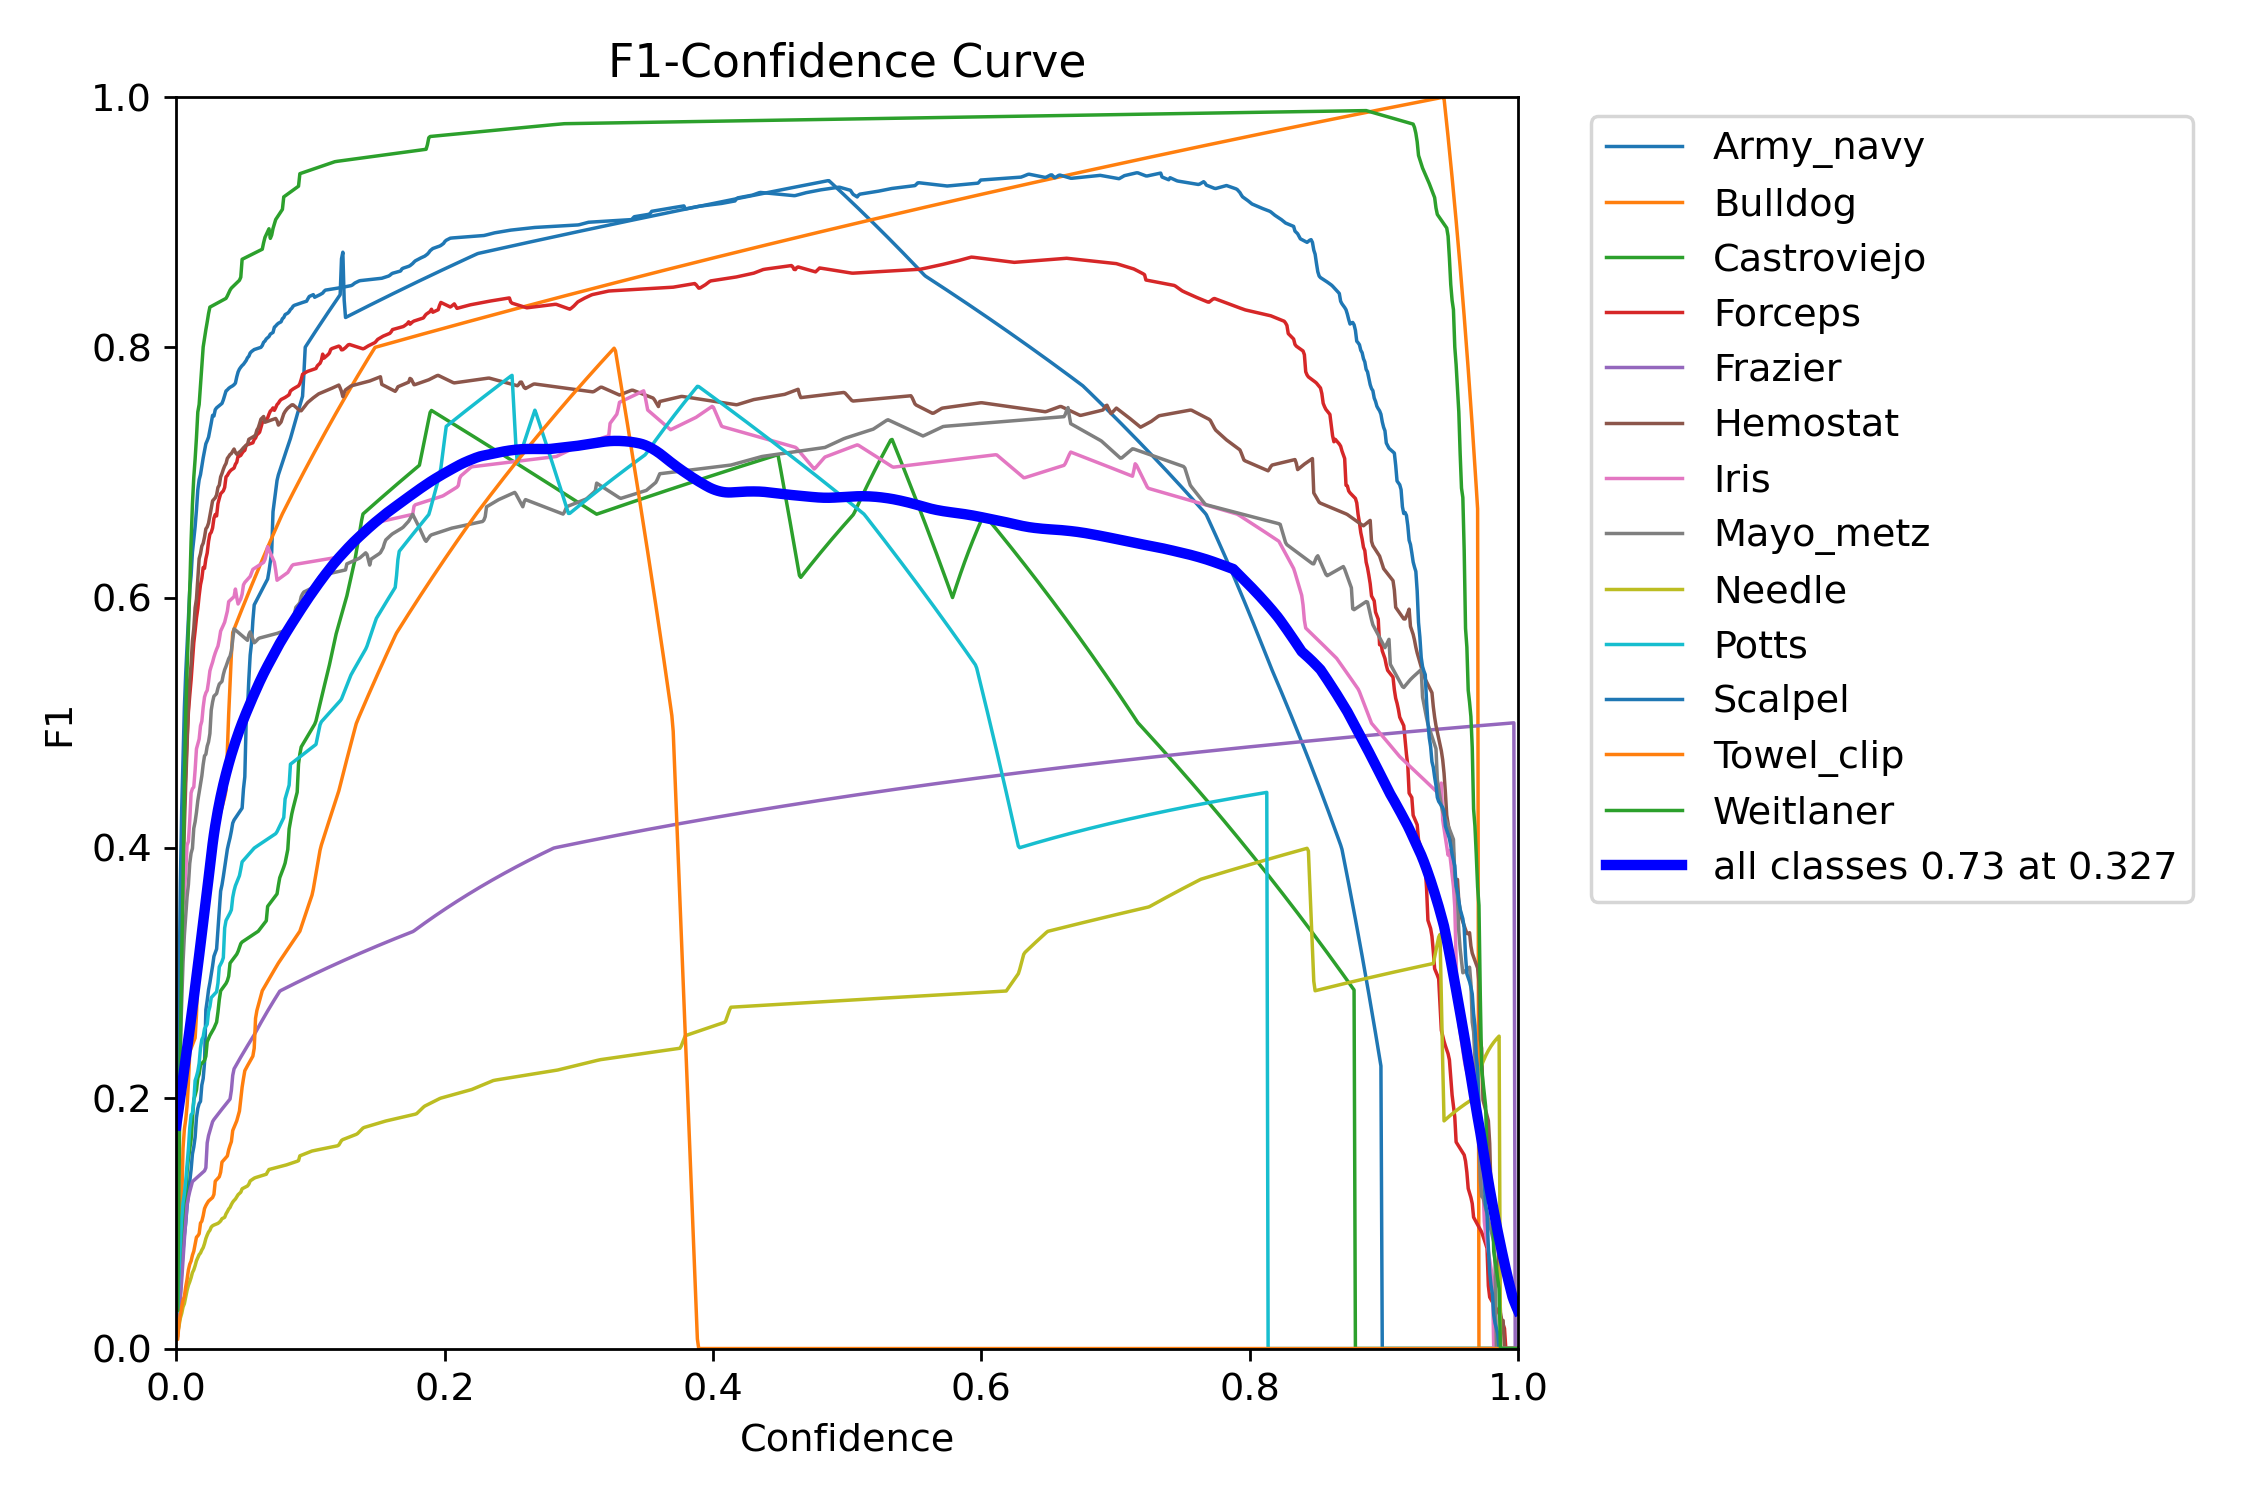 F1-Confidence Curve
1.0
0.8
0.6
0.4
0.2
0.0
F1
0.0 0.2 0.4 0.6 0.8 1.0
Confidence
Army_navy
Bulldog
Castroviejo
Forceps
Frazier
Hemostat
Iris
Mayo_metz
Needle
Potts
Scalpel
Towel_clip
Weitlaner
all classes 0.73 at 0.327